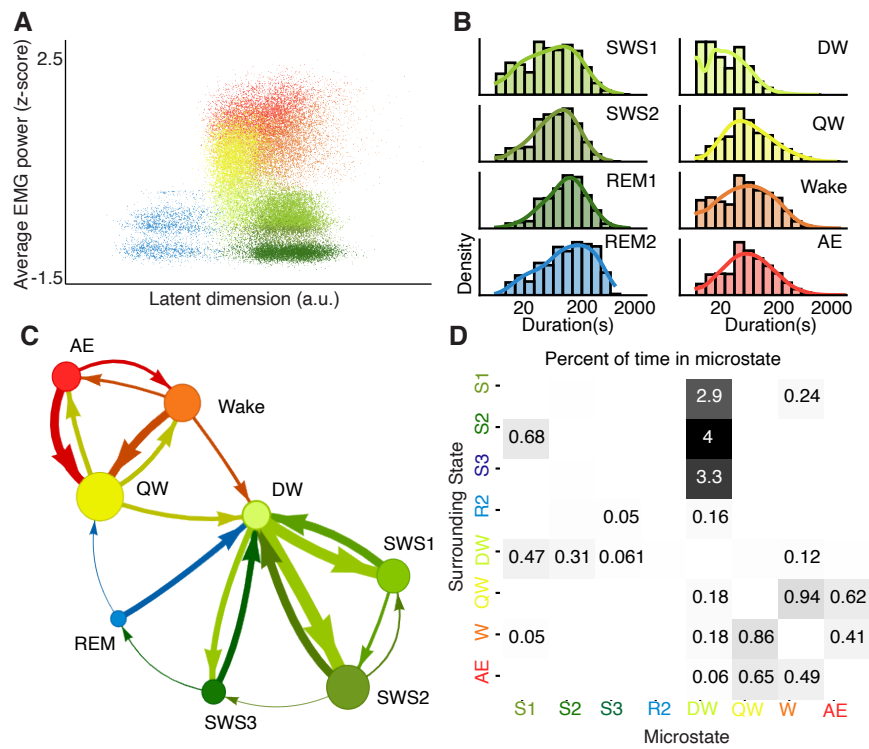 A
Average EMG power (z-score)
2.5
-1.5
Latent dimension (a.u.)
B
SWS1
DW
SWS2
QW
REM1
Wake
REM2
AE
Density
20 200 2000
20 200 2000
Duration(s)
Duration(s)
C
AE
Wake
QW
DW
SWS1
REM
SWS3
SWS2
D
Percent of time in microstate
Surrounding State
S1 2.9 0.24
S2 0.68 4
S3 3.3
R2 0.05 0.16
DW 0.47 0.31 0.061 0.12
QW 0.18 0.94 0.62
W 0.05 0.18 0.86 0.41
AE 0.06 0.65 0.49
S1 S2 S3 R2 DW QW W AE
Microstate